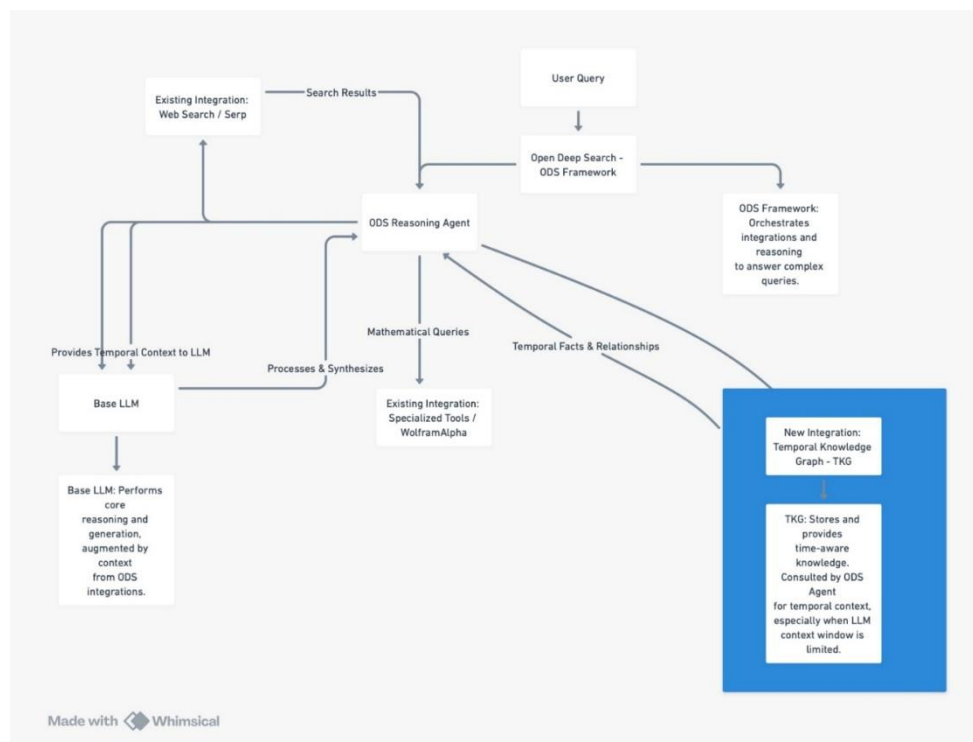 User Query
Existing Integration:
Web Search / Serp
Search Results
Open Deep Search -
ODS Framework
ODS Reasoning Agent
ODS Framework:
Orchestrates
integrations and
reasoning
to answer complex
queries.
Mathematical Queries
Temporal Facts & Relationships
Provides Temporal Context to LLM
Processes & Synthesizes
Base LLM
Existing Integration:
Specialized Tools /
WolframAlpha
New Integration:
Temporal Knowledge
Graph - TKG
Base LLM: Performs
core
reasoning and
generation,
augmented by
context
from ODS
integrations.
TKG: Stores and
provides
time-aware
knowledge.
Consulted by ODS
Agent
for temporal context,
especially when LLM
context window is
limited.
Made with Whimsical